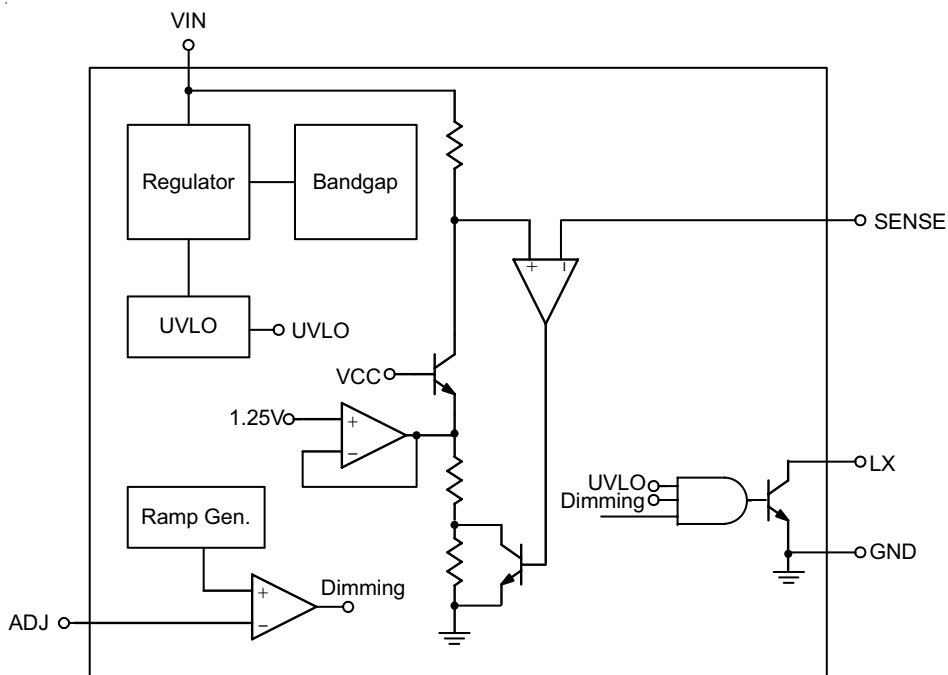 VIN
Regulator
Bandgap
SENSE
+
−
UVLO
UVLO
VCC
1.25V
+
−
LX
UVLO
Dimming
Ramp Gen.
GND
Dimming
+
−
ADJ